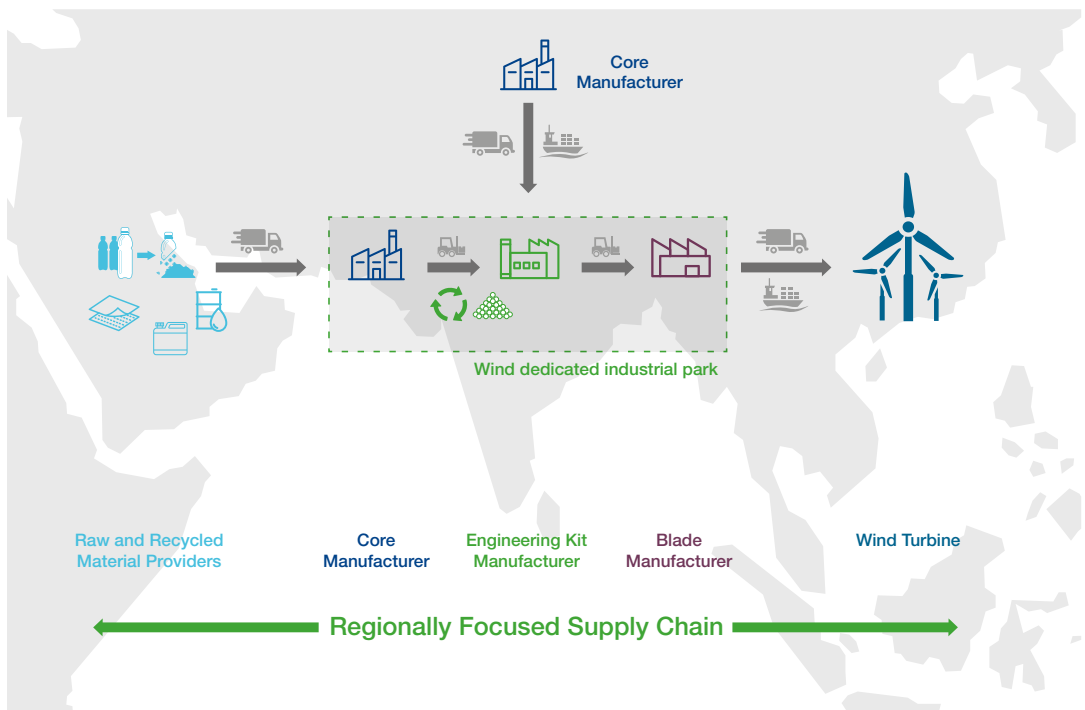 Core
Manufacturer
Wind dedicated industrial park
Raw and Recycled
Material Providers
Core
Manufacturer
Engineering Kit
Manufacturer
Blade
Manufacturer
Wind Turbine
Regionally Focused Supply Chain